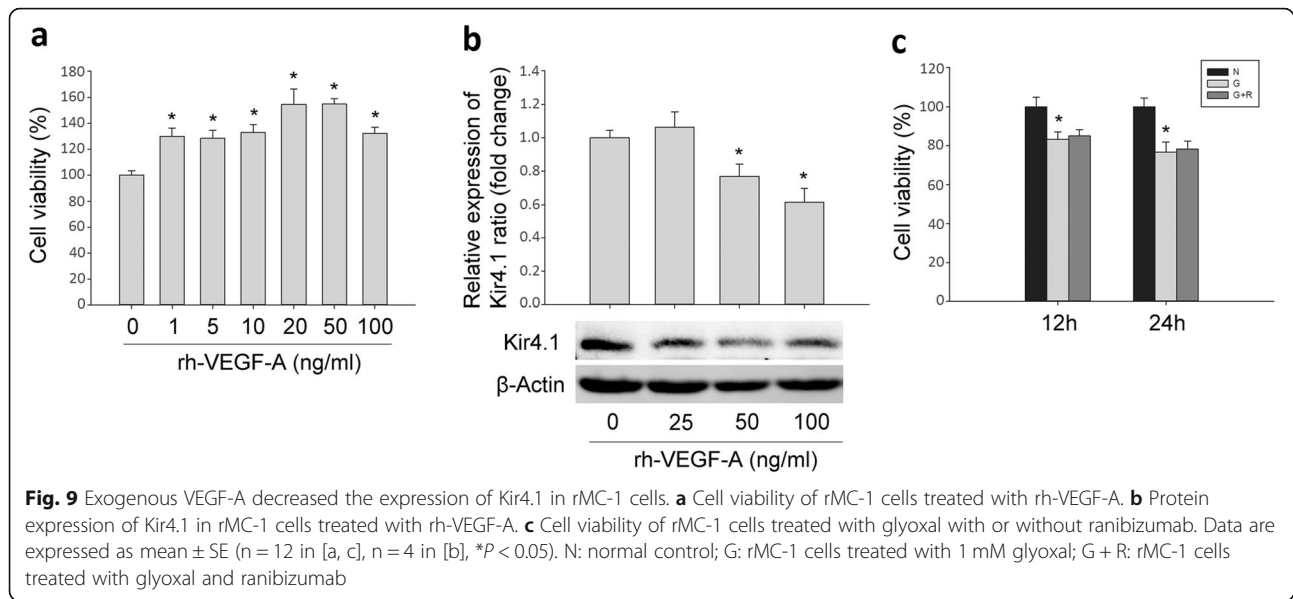 a
180
160
140
120
100
80
60
40
20
0
Cell viability (%)
* * * * * *
0 1 5 10 20 50 100
rh-VEGF-A (ng/ml)
b
1.4
1.2
1.0
0.8
0.6
0.4
0.2
0.0
Relative expression of
Kir4.1 ratio (fold change)
* *
Kir4.1
β-Actin
0 25 50 100
rh-VEGF-A (ng/ml)
c
120
100
80
60
40
20
0
Cell viability (%)
N
G
G+R
* *
12h 24h
Fig. 9 Exogenous VEGF-A decreased the expression of Kir4.1 in rMC-1 cells. a Cell viability of rMC-1 cells treated with rh-VEGF-A. b Protein
expression of Kir4.1 in rMC-1 cells treated with rh-VEGF-A. c Cell viability of rMC-1 cells treated with glyoxal with or without ranibizumab. Data are
expressed as mean ± SE (n = 12 in [a, c], n = 4 in [b], *P < 0.05). N: normal control; G: rMC-1 cells treated with 1 mM glyoxal; G + R: rMC-1 cells
treated with glyoxal and ranibizumab